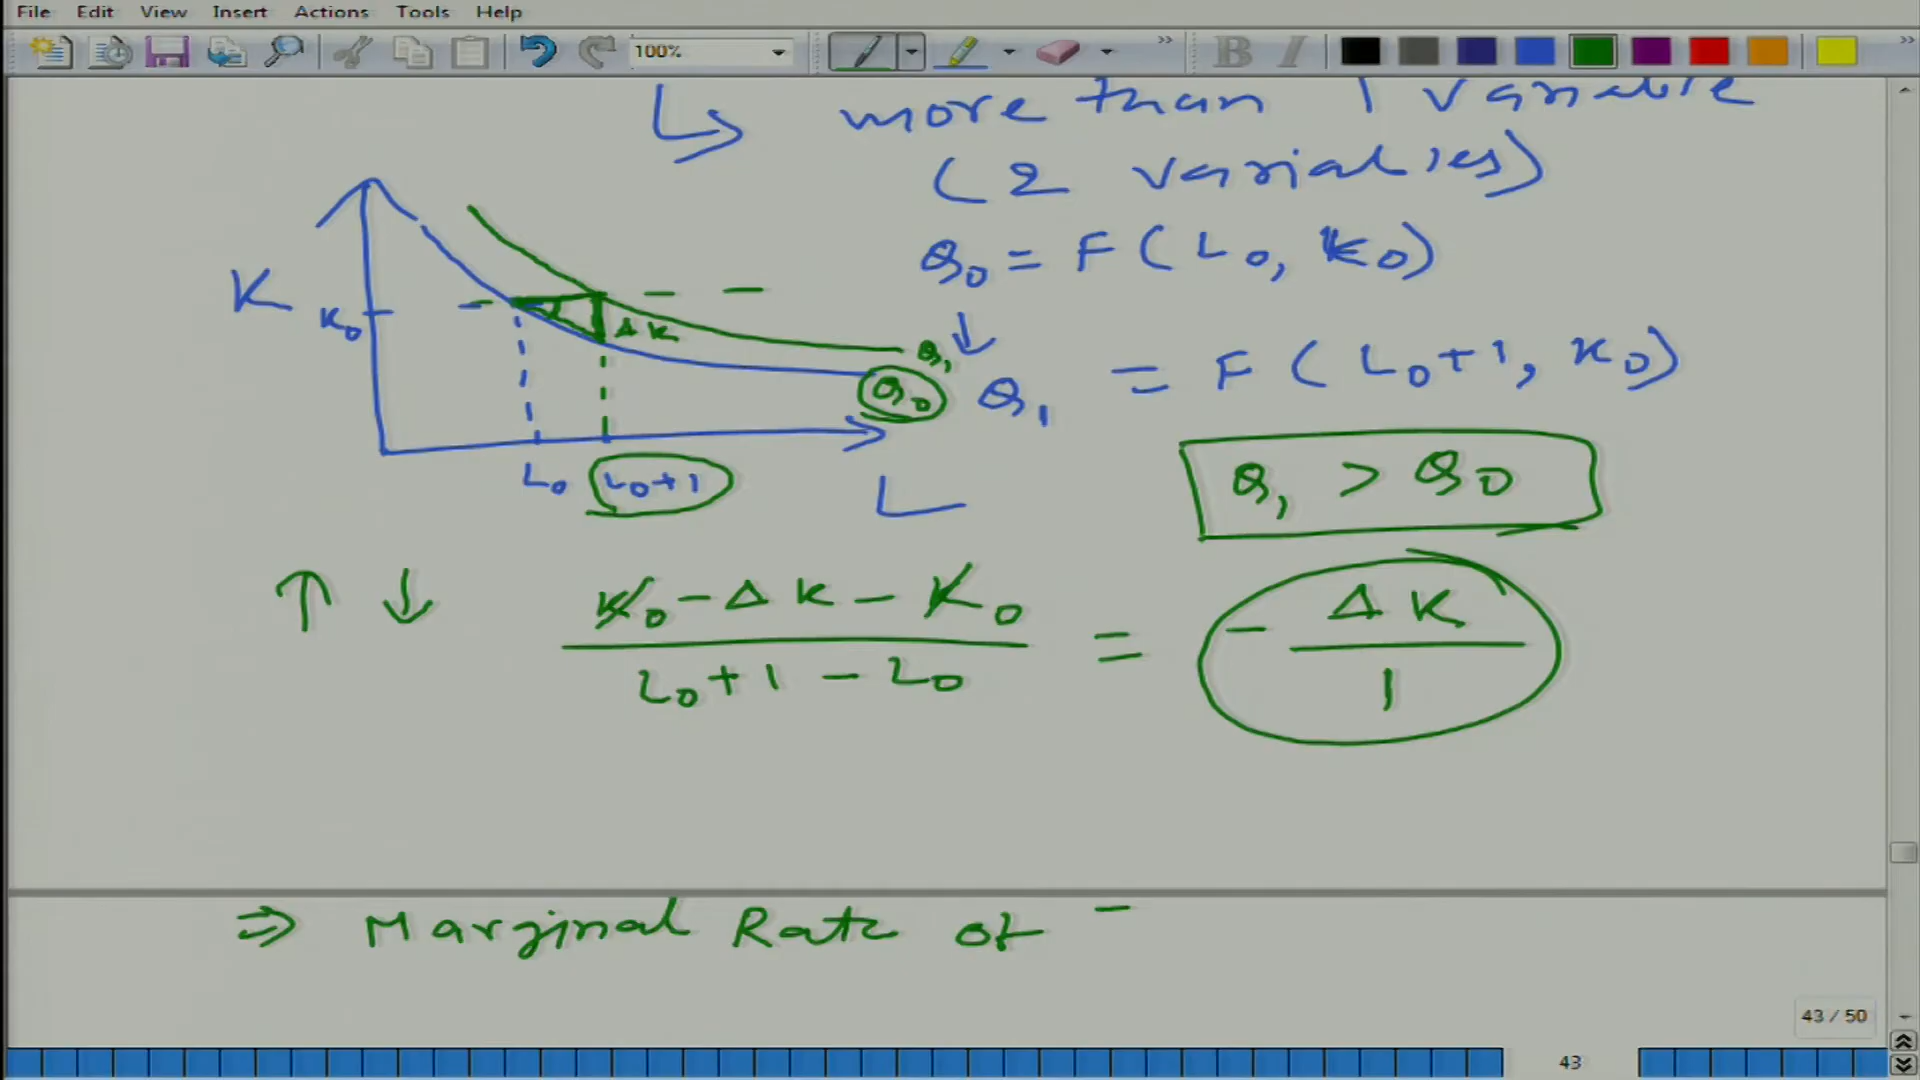 File Edit View Insert Actions Tools Help
100%
B I
↳ more than 1 variable
(2 variables)
Q0 = F(L0, K0)
K
K0
ΔK
Q1
Q0
↓
Q1 = F(L0+1, K0)
L0 L0+1
L
Q1 > Q0
↑ ↓
K0 - ΔK - K0
L0+1 - L0
= - ΔK
1
⇒ Marginal Rate of
43 / 50
43